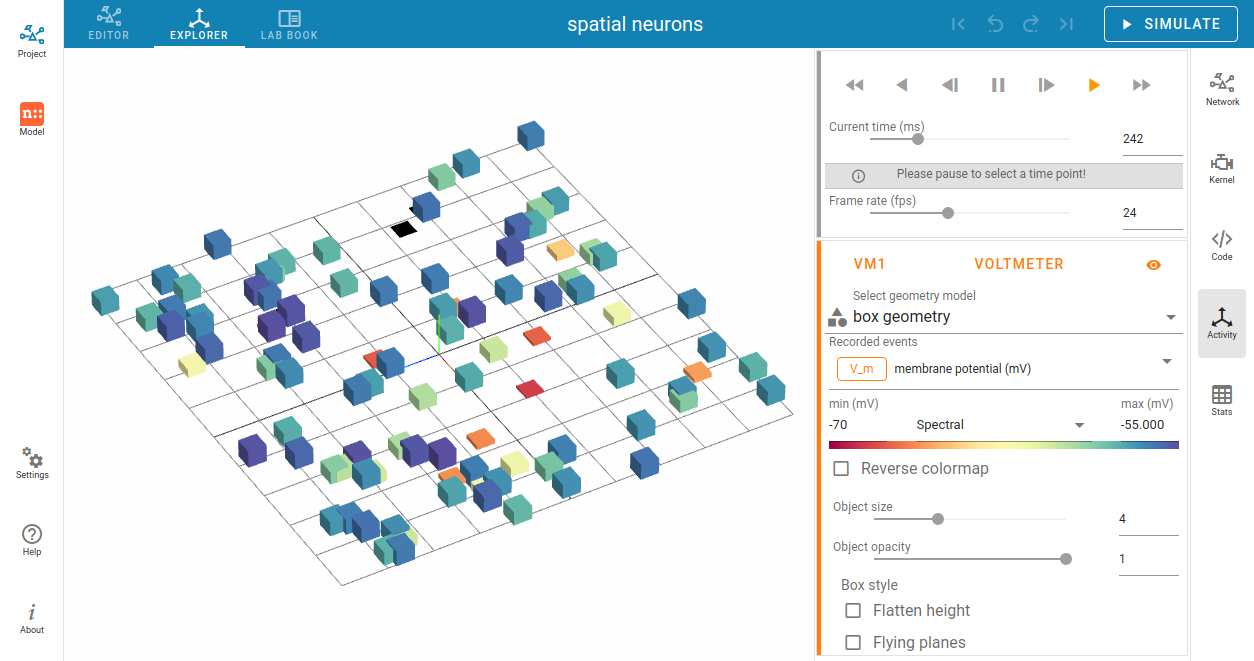 Project
EDITOR
EXPLORER
LAB BOOK
spatial neurons
SIMULATE
n::
Model
Current time (ms)
242
Please pause to select a time point!
Frame rate (fps)
24
VM1 VOLTMETER
Select geometry model
box geometry
Recorded events
V_m membrane potential (mV)
min (mV) max (mV)
-70 Spectral -55.000
Reverse colormap
Object size
4
Object opacity
1
Box style
Flatten height
Flying planes
Network
Kernel
Code
Activity
Stats
Settings
Help
About